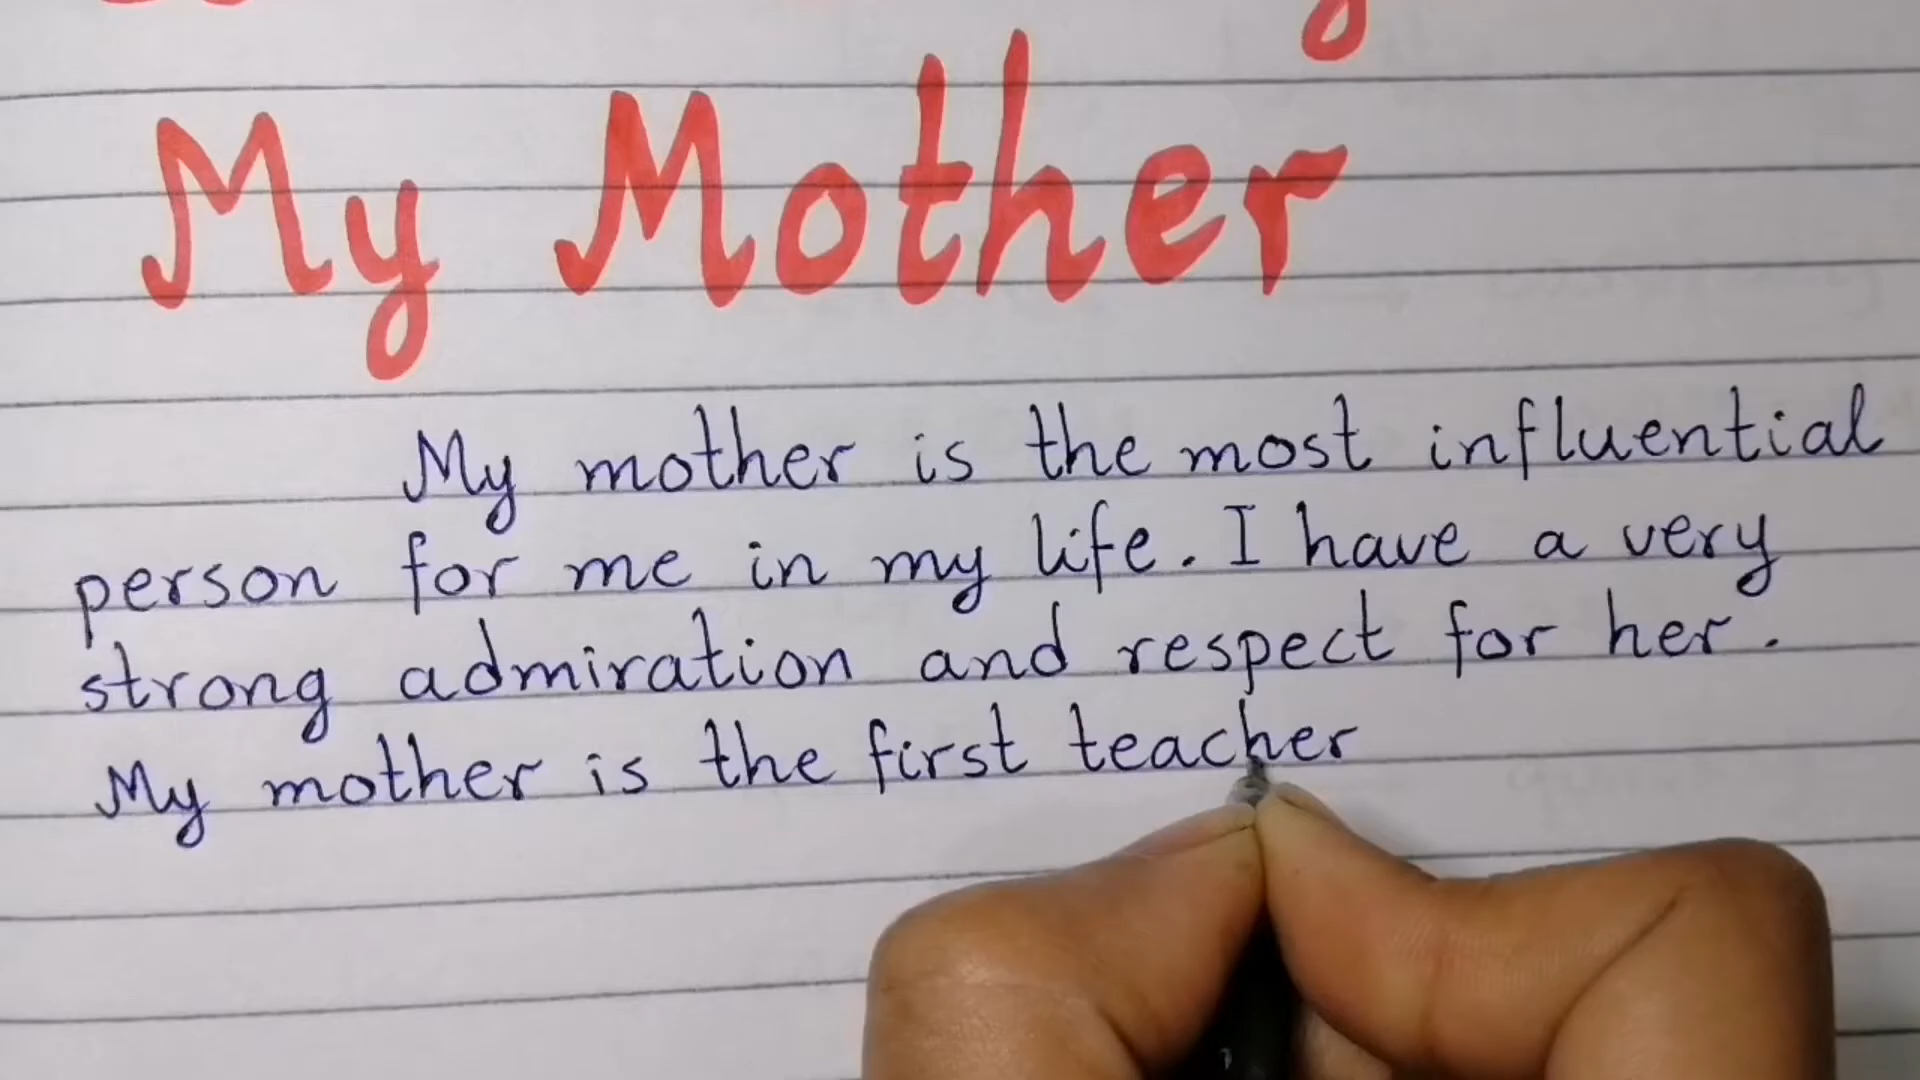 My Mother
My mother is the most influential
person for me in my life. I have a very
strong admiration and respect for her.
My mother is the first teacher